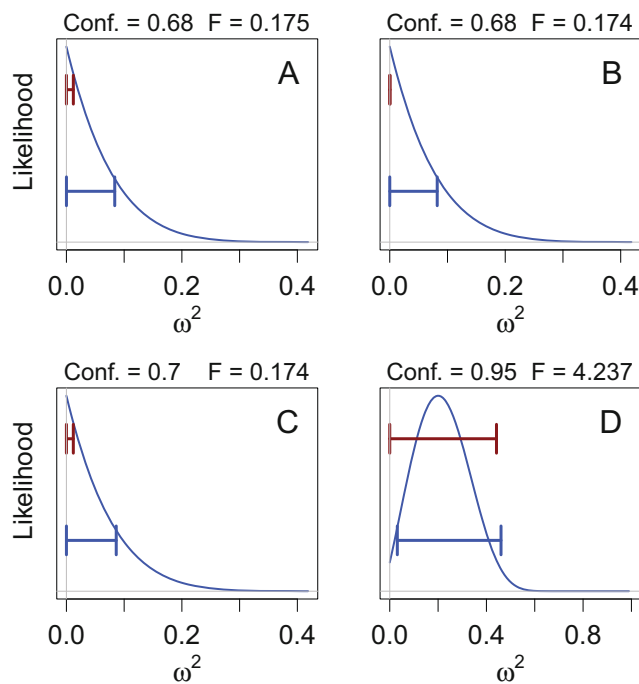 Conf. = 0.68 F = 0.175
A
Likelihood
0.0 0.2 0.4
ω²
Conf. = 0.68 F = 0.174
B
0.0 0.2 0.4
ω²
Conf. = 0.7 F = 0.174
C
Likelihood
0.0 0.2 0.4
ω²
Conf. = 0.95 F = 4.237
D
0.0 0.4 0.8
ω²